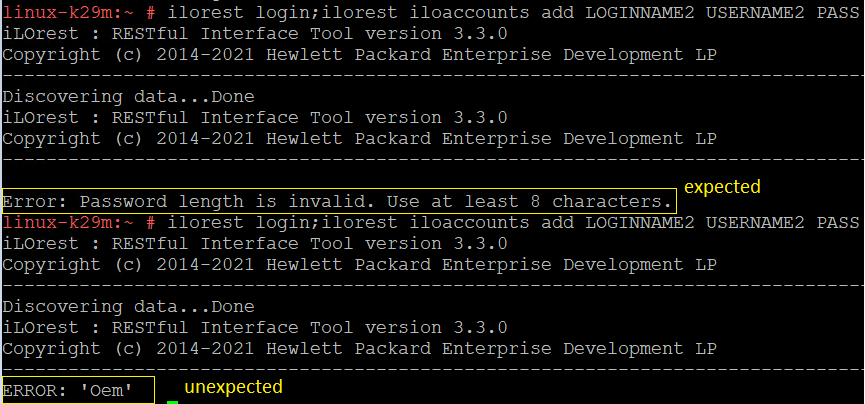 linux-k29m:~ # ilorest login;ilorest iloaccounts add LOGINNAME2 USERNAME2 PASS
iLOrest : RESTful Interface Tool version 3.3.0
Copyright (c) 2014-2021 Hewlett Packard Enterprise Development LP
--------------------------------------------------------------------------------
Discovering data...Done
iLOrest : RESTful Interface Tool version 3.3.0
Copyright (c) 2014-2021 Hewlett Packard Enterprise Development LP
--------------------------------------------------------------------------------
Error: Password length is invalid. Use at least 8 characters. expected
linux-k29m:~ # ilorest login;ilorest iloaccounts add LOGINNAME2 USERNAME2 PASS
iLOrest : RESTful Interface Tool version 3.3.0
Copyright (c) 2014-2021 Hewlett Packard Enterprise Development LP
--------------------------------------------------------------------------------
Discovering data...Done
iLOrest : RESTful Interface Tool version 3.3.0
Copyright (c) 2014-2021 Hewlett Packard Enterprise Development LP
--------------------------------------------------------------------------------
ERROR: 'Oem' unexpected